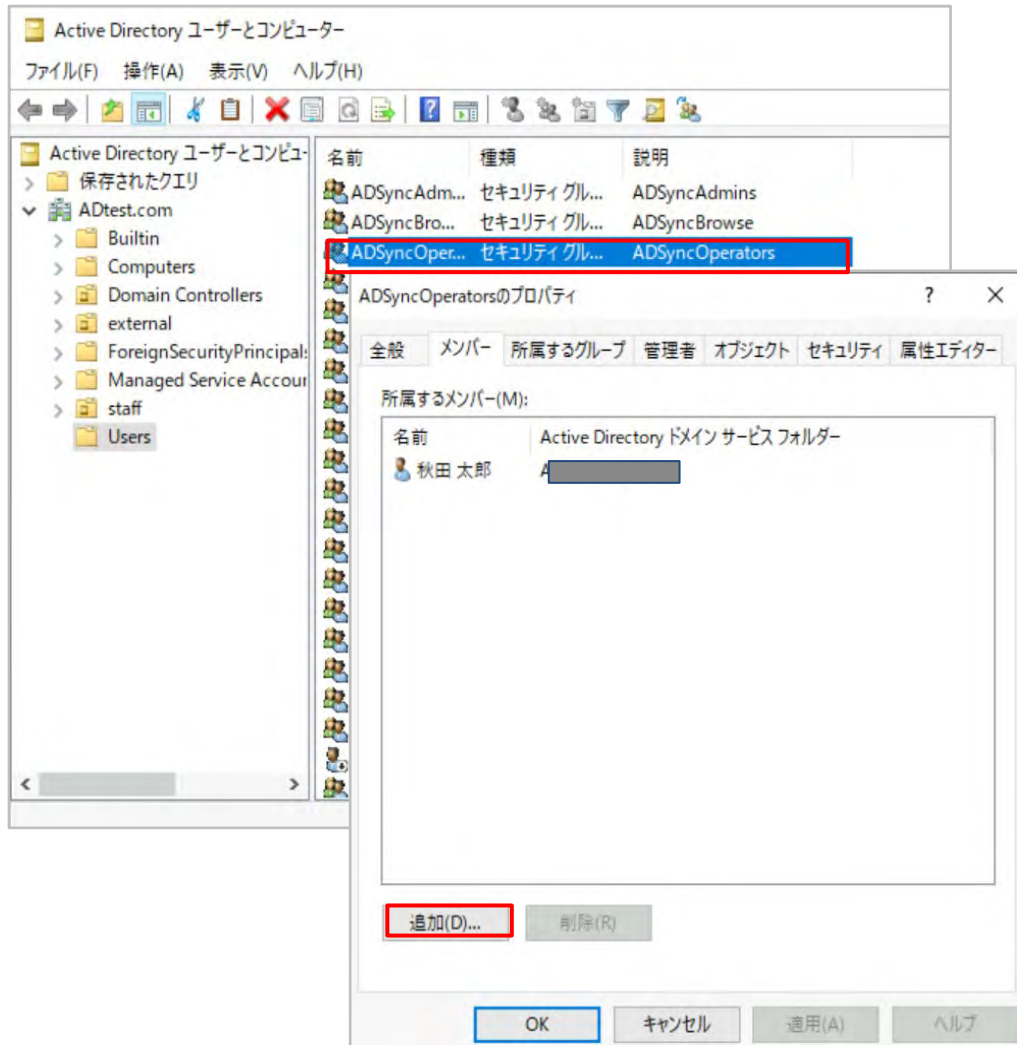 Active Directory ユーザーとコンピューター
ファイル(F) 操作(A) 表示(V) ヘルプ(H)
Active Directory ユーザーとコンピュー
保存されたクエリ
ADtest.com
Builtin
Computers
Domain Controllers
external
ForeignSecurityPrincipals
Managed Service Accour
staff
Users
名前 種類 説明
ADSyncAdm... セキュリティ グル... ADSyncAdmins
ADSyncBro... セキュリティ グル... ADSyncBrowse
ADSyncOper... セキュリティ グル... ADSyncOperators
ADSyncOperatorsのプロパティ ? ×
全般 メンバー 所属するグループ 管理者 オブジェクト セキュリティ 属性エディター
所属するメンバー(M):
名前 Active Directory ドメイン サービス フォルダー
秋田 太郎 A
追加(D)... 削除(R)
OK キャンセル 適用(A) ヘルプ